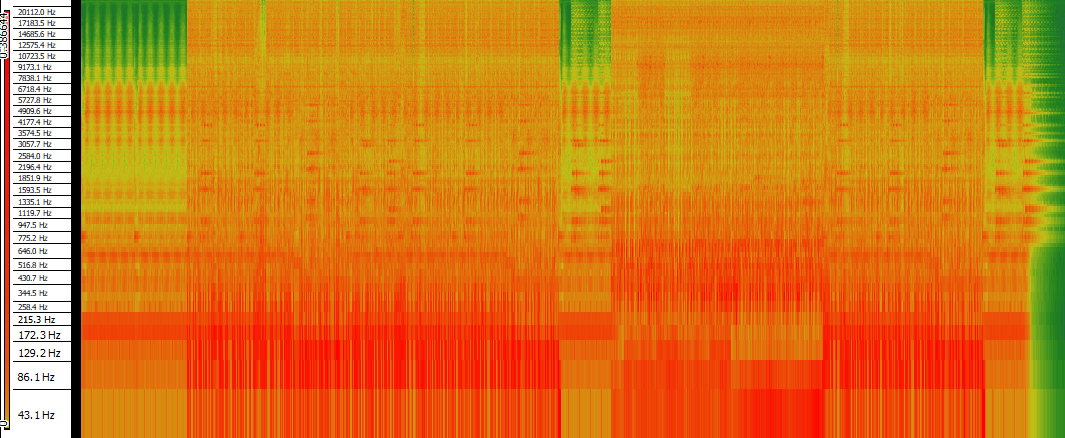 20112.0 Hz
17183.5 Hz
14685.6 Hz
12575.4 Hz
10723.5 Hz
9173.1 Hz
7838.1 Hz
6718.4 Hz
5727.8 Hz
4909.6 Hz
4177.4 Hz
3574.5 Hz
3057.7 Hz
2584.0 Hz
2196.4 Hz
1851.9 Hz
1593.5 Hz
1335.1 Hz
1119.7 Hz
947.5 Hz
775.2 Hz
646.0 Hz
516.8 Hz
430.7 Hz
344.5 Hz
258.4 Hz
215.3 Hz
172.3 Hz
129.2 Hz
86.1 Hz
43.1 Hz
0.386644
0